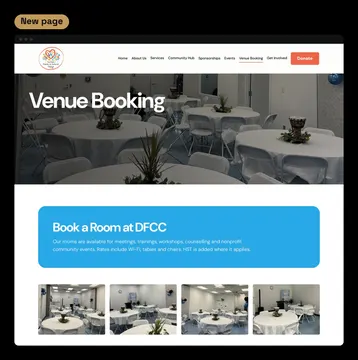 New page
Home About Us Services Community Hub Sponsorships Events Venue Booking Get Involved Donate
Venue Booking
Book a Room at DFCC
Our rooms are available for meetings, trainings, workshops, counselling and nonprofit
community events. Rates include Wi-Fi, tables and chairs. HST is added where it applies.